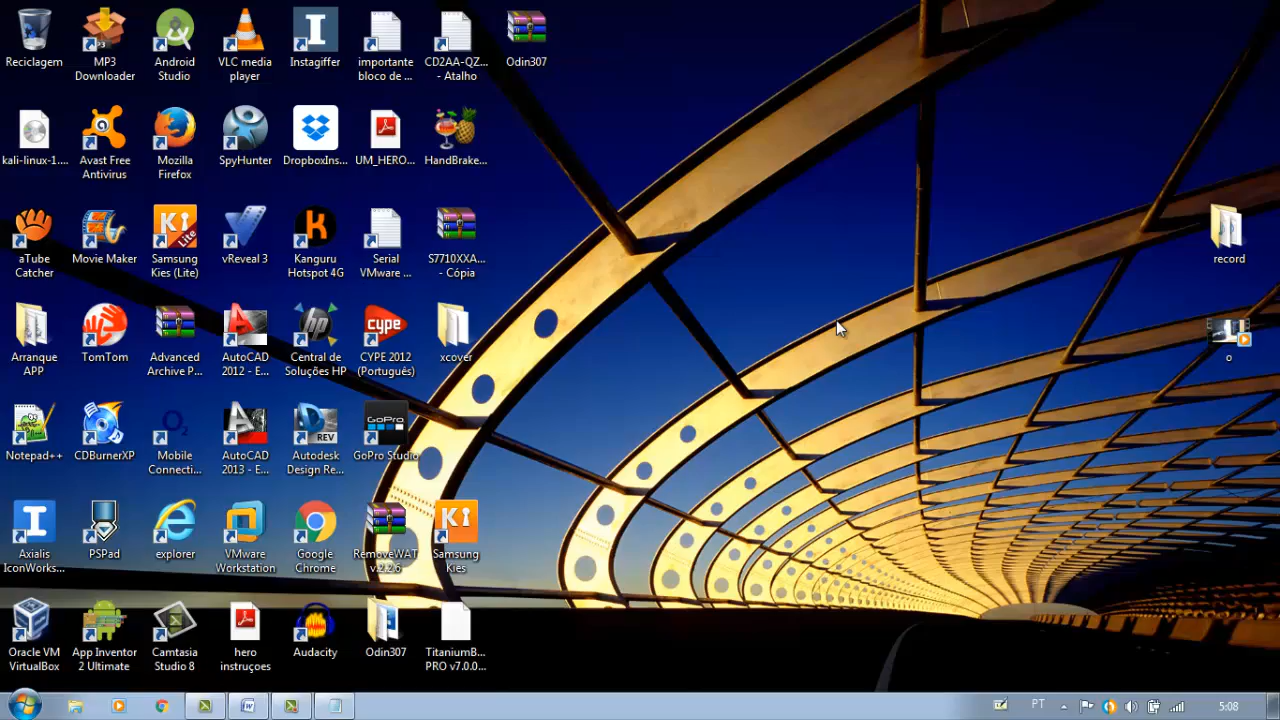 Reciclagem
MP3
Downloader
Android
Studio
VLC media
player
Instagiffer
importante
bloco de ...
CD2AA-QZ...
- Atalho
Odin307
kali-linux-1....
Avast Free
Antivirus
Mozilla
Firefox
SpyHunter
DropboxIns...
UM_HERO...
HandBrake...
aTube
Catcher
Movie Maker
Samsung
Kies (Lite)
vReveal 3
Kanguru
Hotspot 4G
Serial
VMware ...
S7710XXA...
- Cópia
record
Arranque
APP
TomTom
Advanced
Archive P...
AutoCAD
2012 - E...
Central de
Soluções HP
CYPE 2012
(Português)
xcover
o
Notepad++
CDBurnerXP
Mobile
Connecti...
AutoCAD
2013 - E...
Autodesk
Design Re...
GoPro Studio
Axialis
IconWorks...
PSPad
explorer
VMware
Workstation
Google
Chrome
RemoveWAT
v.2.2.6
Samsung
Kies
Oracle VM
VirtualBox
App Inventor
2 Ultimate
Camtasia
Studio 8
hero
instruçoes
Audacity
Odin307
TitaniumB...
PRO v7.0.0...
PT
5:08